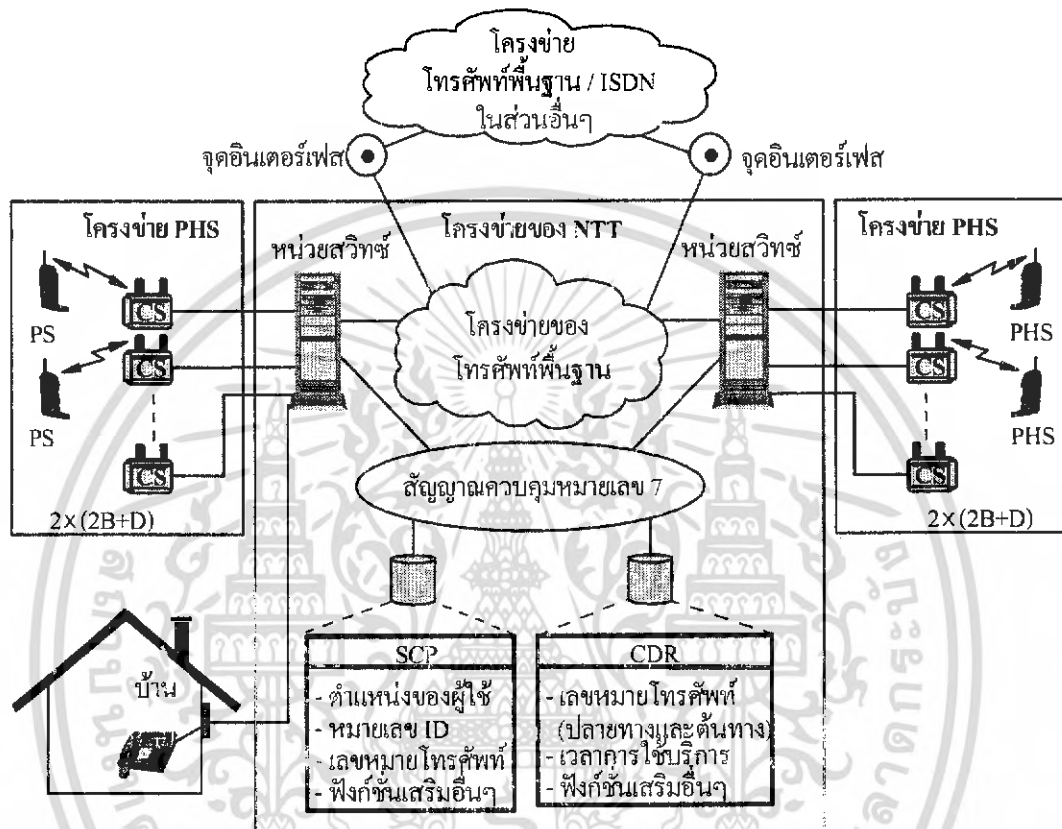 โครงข่าย
โทรศัพท์พื้นฐาน / ISDN
ในส่วนอื่นๆ
จุดอินเตอร์เฟส
จุดอินเตอร์เฟส
โครงข่าย PHS
โครงข่ายของ NTT
โครงข่าย PHS
หน่วยสวิทซ์
หน่วยสวิทซ์
CS
PS
CS
PS
CS
2×(2B+D)
โครงข่ายของ
โทรศัพท์พื้นฐาน
CS
PHS
CS
PHS
CS
2×(2B+D)
สัญญาณควบคุมหมายเลข 7
บ้าน
SCP
- ตำแหน่งของผู้ใช้
- หมายเลข ID
- เลขหมายโทรศัพท์
- ฟังก์ชั่นเสริมอื่นๆ
CDR
- เลขหมายโทรศัพท์
(ปลายทางและต้นทาง)
- เวลาการใช้บริการ
- ฟังก์ชั่นเสริมอื่นๆ